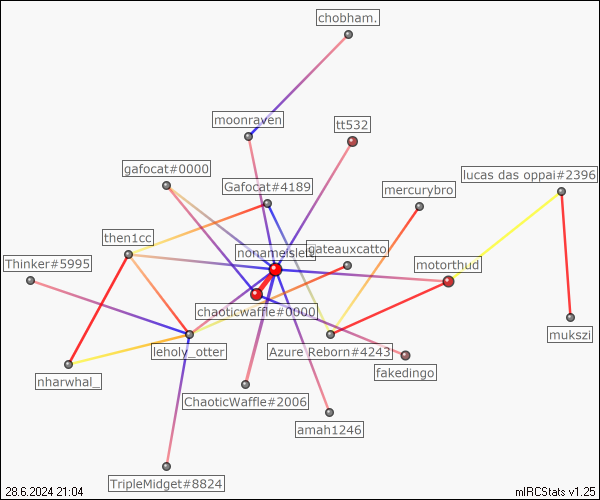 chobham.
moonraven
tt532
gafocat#0000
Gafocat#4189
lucas das oppai#2396
mercurybro
then1cc
nonameisleft
gateauxcatto
Thinker#5995
motorthud
chaoticwaffle#0000
mukszi
leholy_otter
Azure Reborn#4243
fakedingo
nharwhal_
ChaoticWaffle#2006
amah1246
TripleMidget#8824
28.6.2024 21:04
mIRCStats v1.25